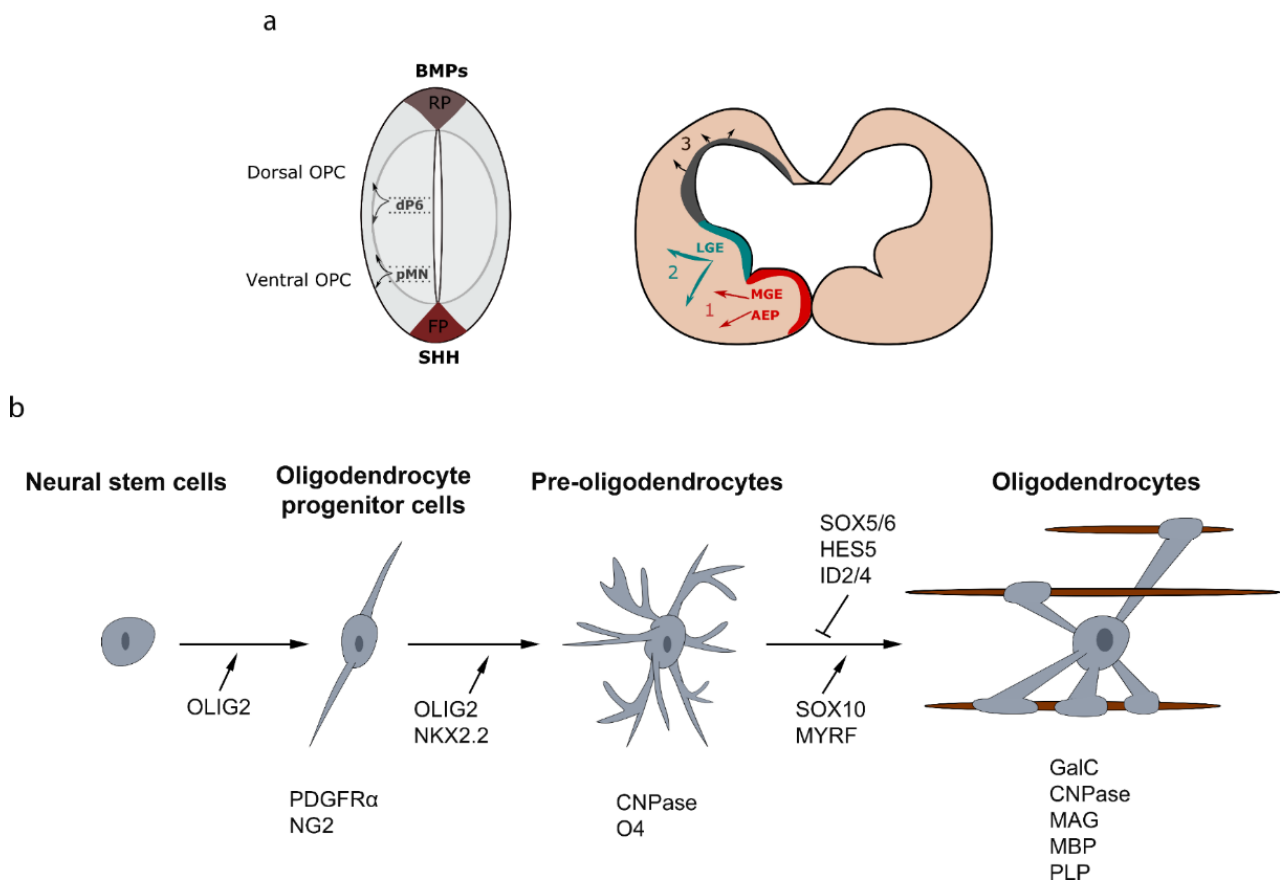 a
BMPs
RP
Dorsal OPC
dP6
Ventral OPC
pMN
FP
SHH
3
LGE
2
MGE
1
AEP
b
Neural stem cells
Oligodendrocyte
progenitor cells
Pre-oligodendrocytes
Oligodendrocytes
SOX5/6
HES5
ID2/4
OLIG2
OLIG2
NKX2.2
SOX10
MYRF
PDGFRα
NG2
CNPase
O4
GalC
CNPase
MAG
MBP
PLP